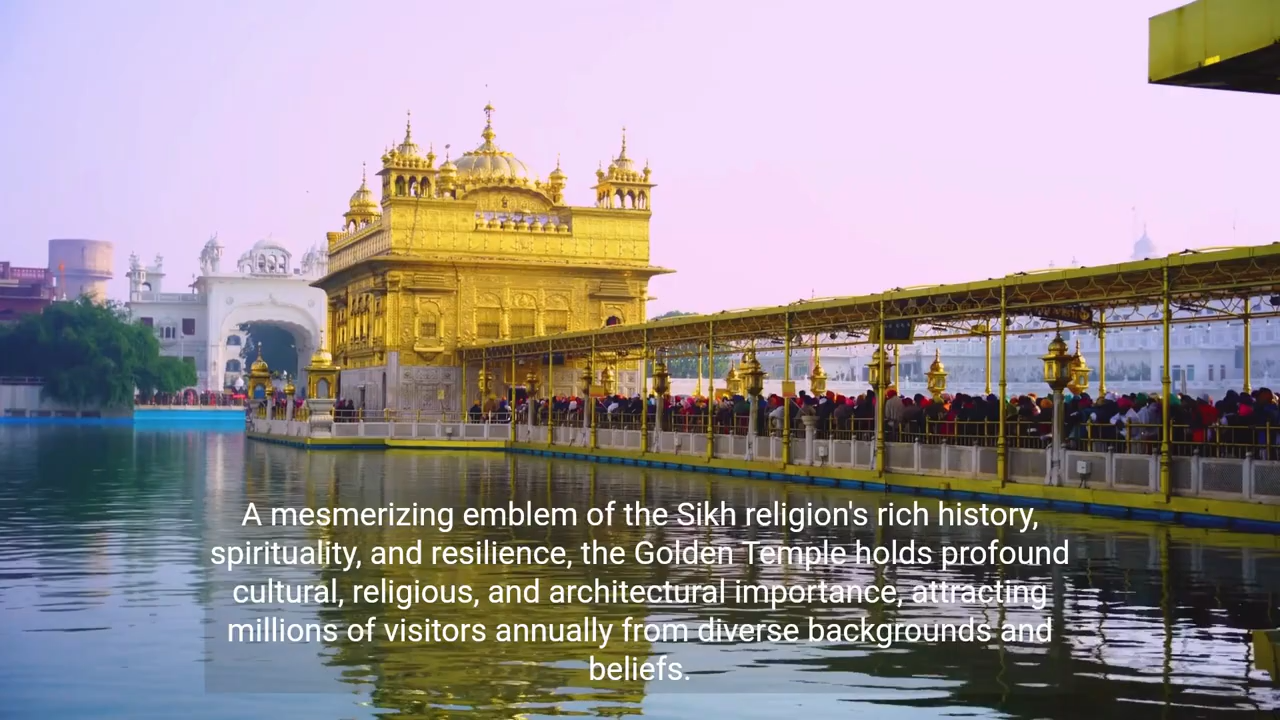 A mesmerizing emblem of the Sikh religion's rich history,
spirituality, and resilience, the Golden Temple holds profound
cultural, religious, and architectural importance, attracting
millions of visitors annually from diverse backgrounds and
beliefs.